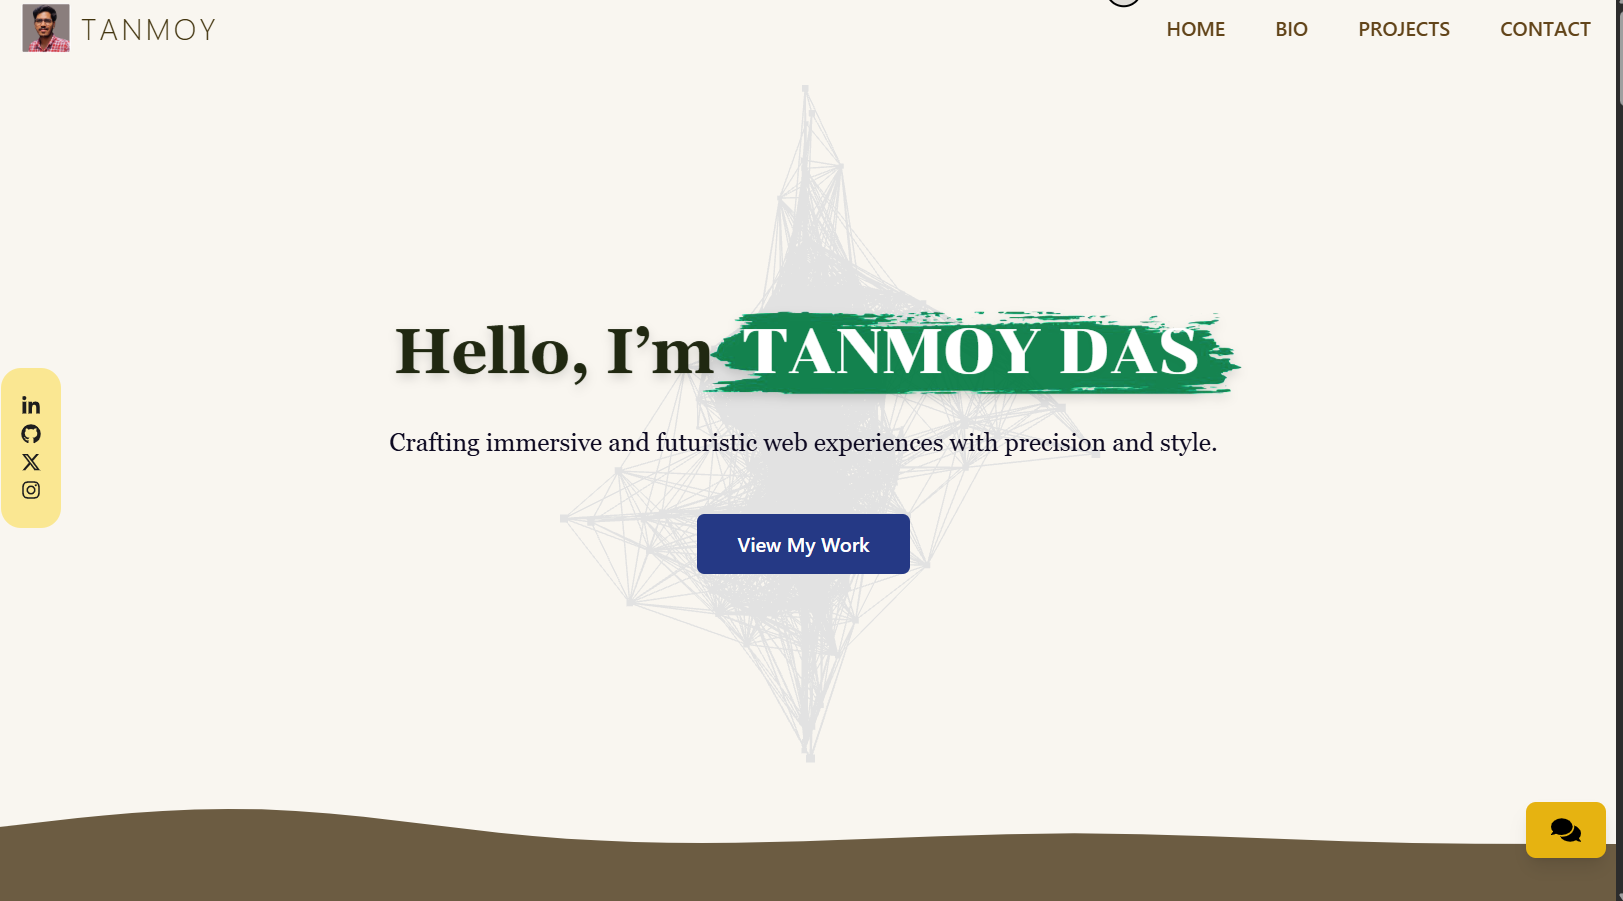 TANMOY
HOME BIO PROJECTS CONTACT
Hello, I’m TANMOY DAS
Crafting immersive and futuristic web experiences with precision and style.
View My Work